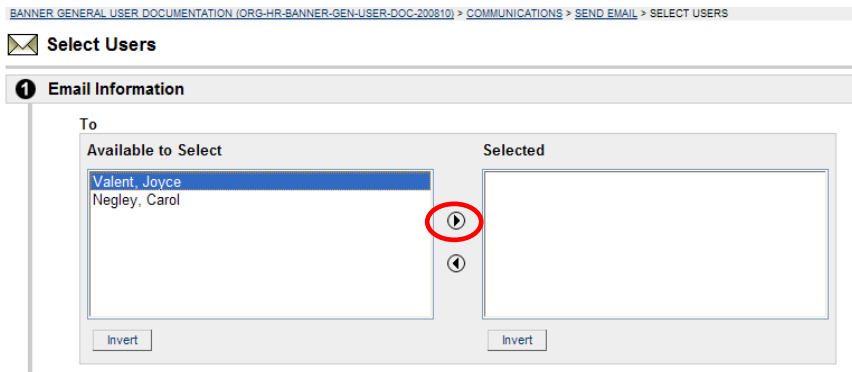 BANNER GENERAL USER DOCUMENTATION (ORG-HR-BANNER-GEN-USER-DOC-200810) > COMMUNICATIONS > SEND EMAIL > SELECT USERS
Select Users
1 Email Information
To
Available to Select
Selected
Valent, Joyce
Negley, Carol
Invert
Invert